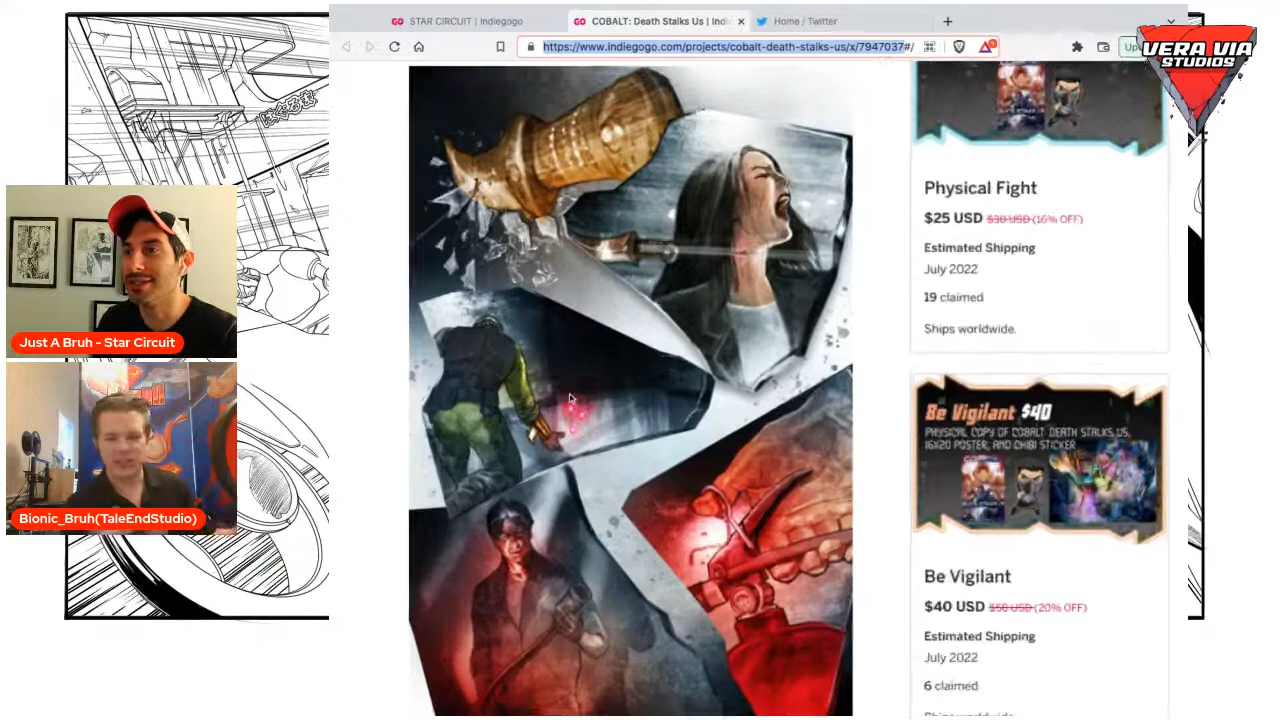 STAR CIRCUIT | Indiegogo
COBALT: Death Stalks Us | Indi
Home / Twitter
https://www.indiegogo.com/projects/cobalt-death-stalks-us/x/7947037#/
VERA VIA
STUDIOS
Physical Fight
$25 USD $30 USD (16% OFF)
Estimated Shipping
July 2022
19 claimed
Ships worldwide.
Just A Bruh - Star Circuit
Be Vigilant $40
PHYSICAL COPY OF COBALT: DEATH STALKS US,
16X20 POSTER, AND CHIBI STICKER
Bionic_Bruh(TaleEndStudio)
Be Vigilant
$40 USD $50 USD (20% OFF)
Estimated Shipping
July 2022
6 claimed